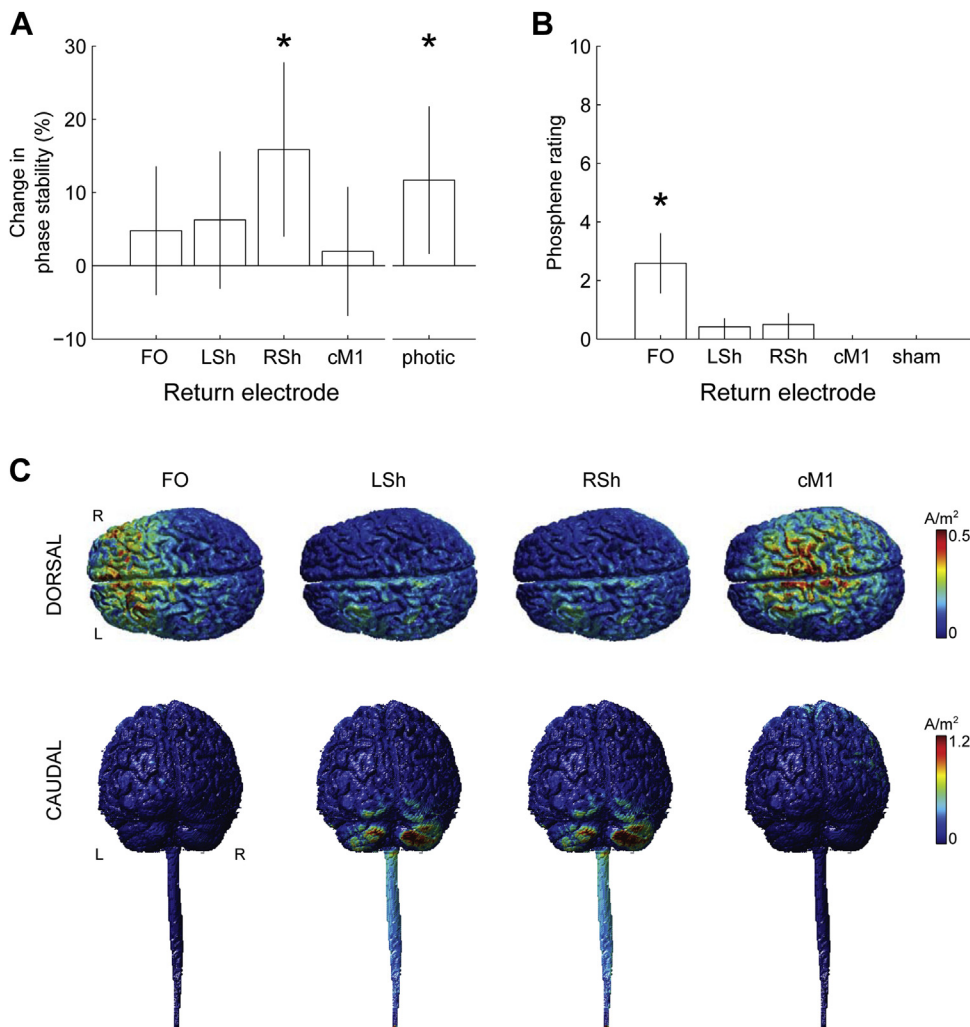 A
Change in
phase stability (%)
30
20
10
0
−10
*
*
FO LSh RSh cM1 photic
Return electrode
B
Phosphene rating
10
8
6
4
2
0
*
FO LSh RSh cM1 sham
Return electrode
C
FO LSh RSh cM1
DORSAL
R
L
A/m²
0.5
0
CAUDAL
L R
A/m²
1.2
0